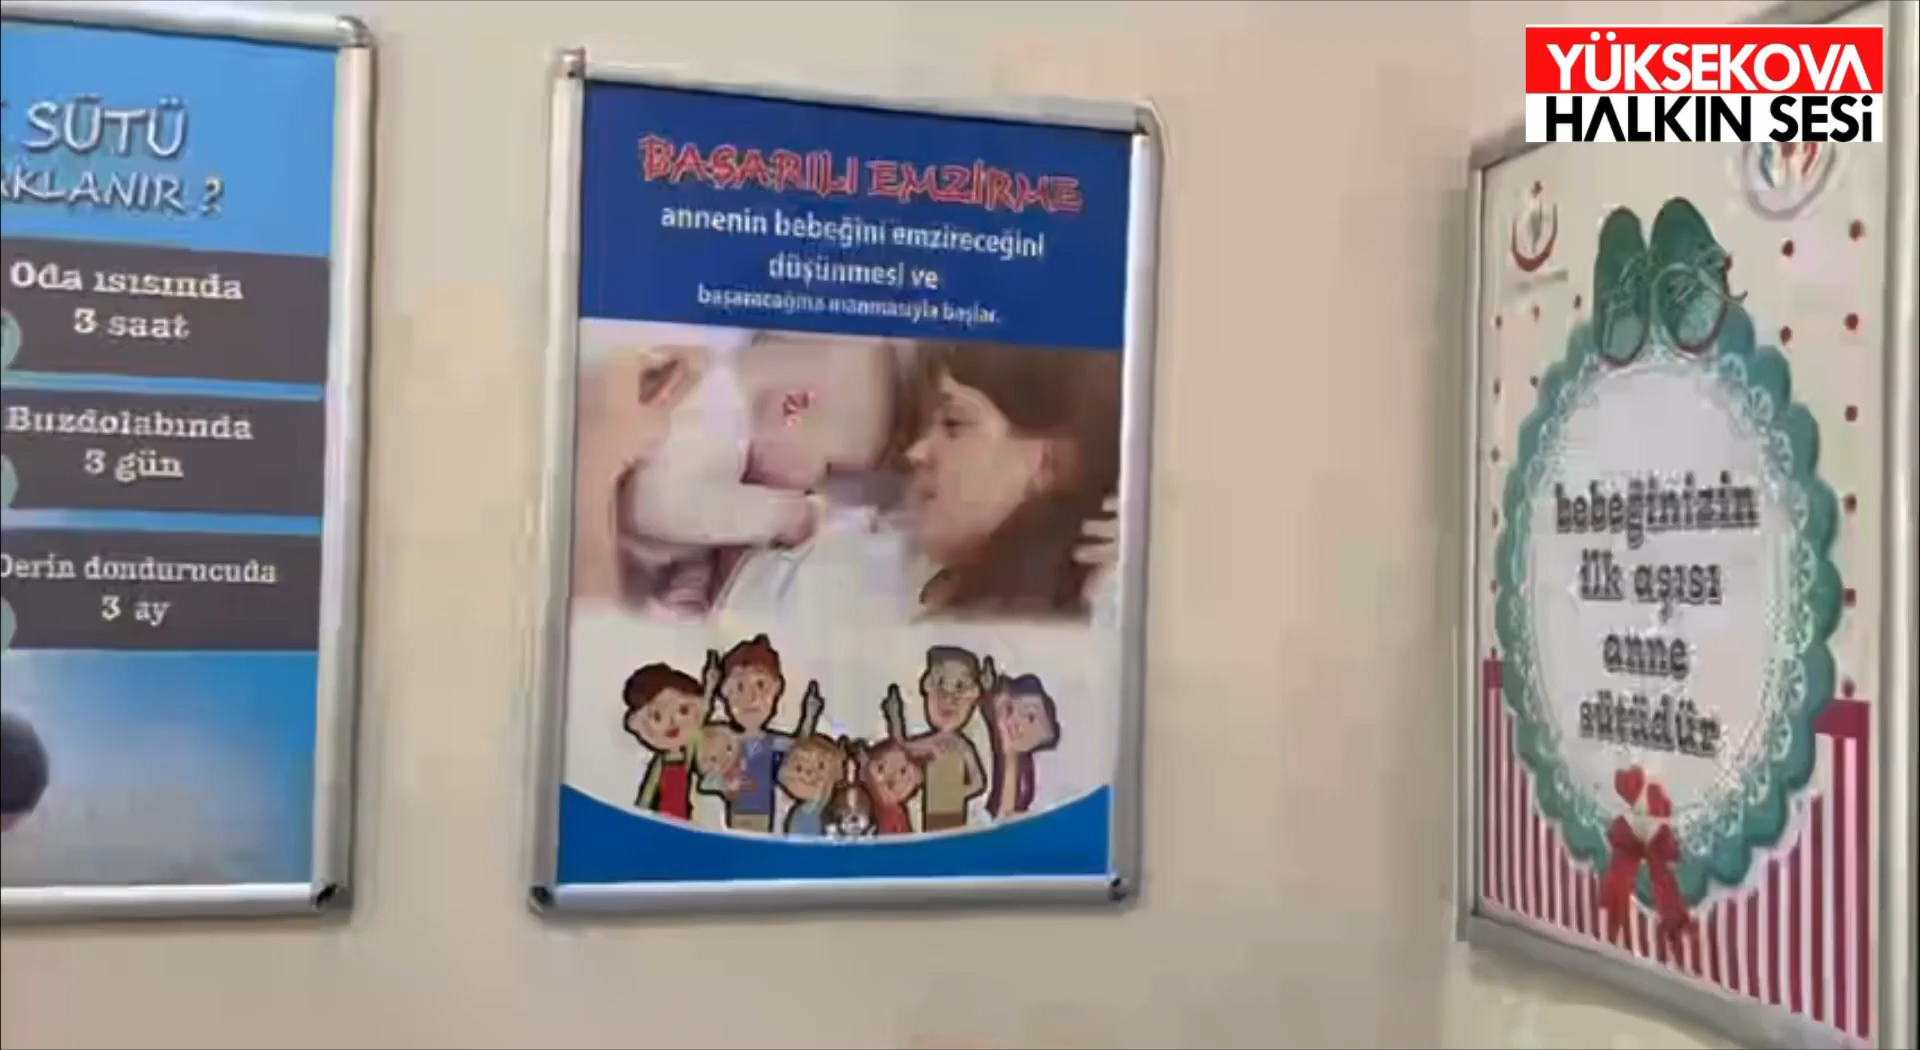 SÜTÜ
AKLANIR ?
Oda ısısında
3 saat
Buzdolabında
3 gün
Derin dondurucuda
3 ay
BAŞARILI EMZİRME
annenin bebeğini emzireceğini
düşünmesi ve
başaracağına inanmasıyla başlar.
YÜKSEKOVA
HALKIN SESİ
bebeğinizin
ilk aşısı
anne
sütüdür